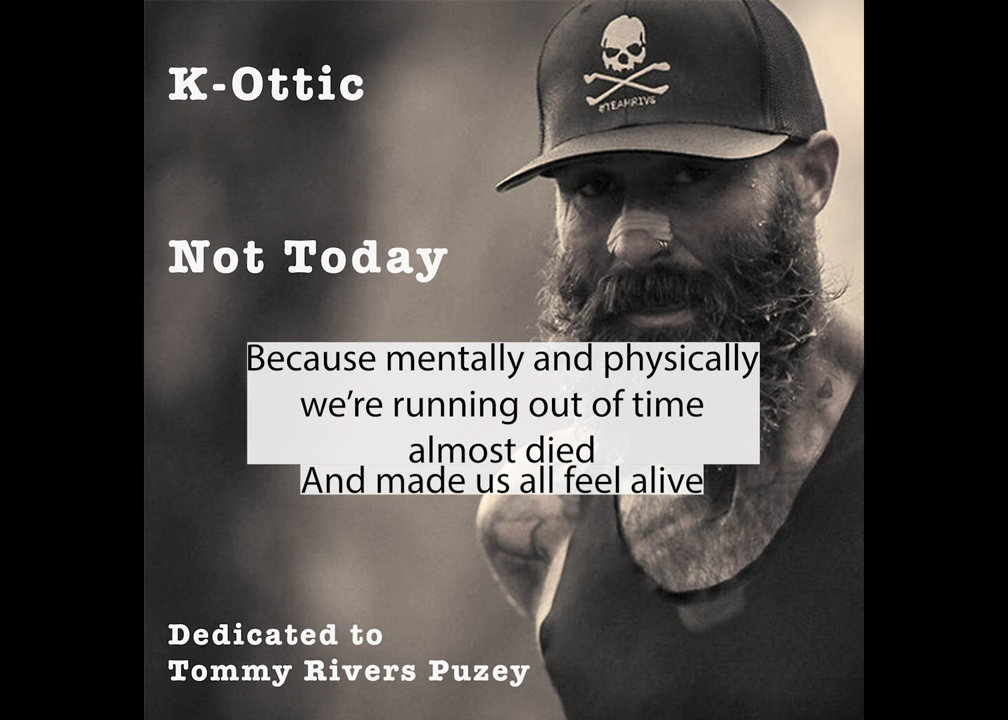 K-Ottic
#TEAMRIVS
Not Today
Because mentally and physically
we’re running out of time
almost died
And made us all feel alive
Dedicated to
Tommy Rivers Puzey